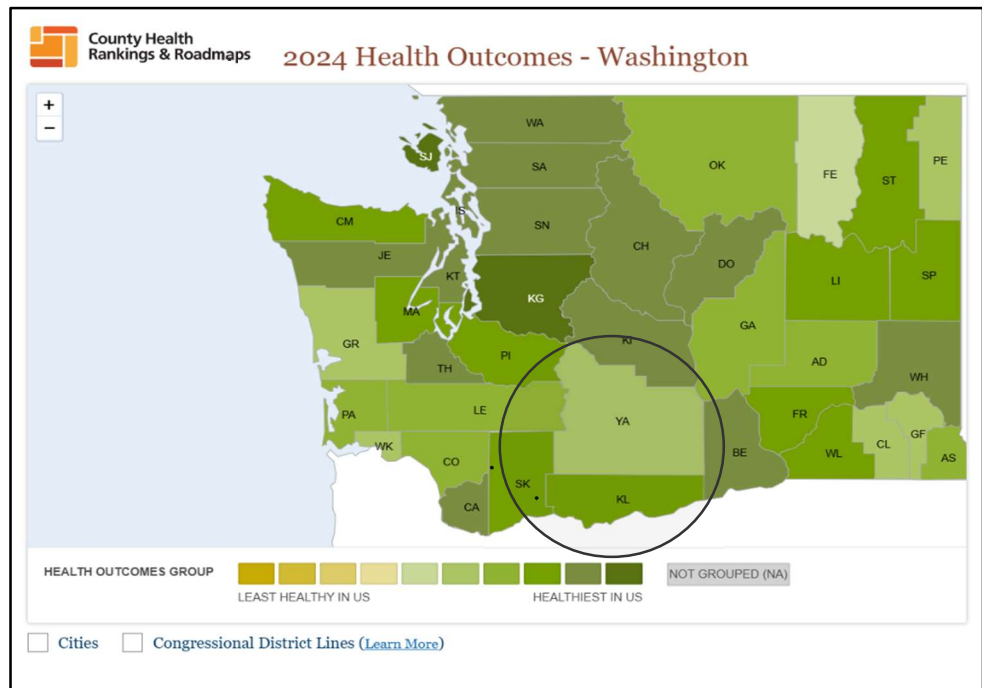 County Health
Rankings & Roadmaps
2024 Health Outcomes - Washington
+
−
WA
SJ
SA
OK
FE
ST
PE
IS
CM
SN
CH
JE
DO
KT
LI
SP
KG
MA
GA
GR
KI
PI
TH
AD
WH
LE
PA
YA
FR
GF
WK
CL
BE
WL
AS
CO
SK
KL
CA
HEALTH OUTCOMES GROUP
NOT GROUPED (NA)
LEAST HEALTHY IN US
HEALTHIEST IN US
Cities
Congressional District Lines (Learn More)